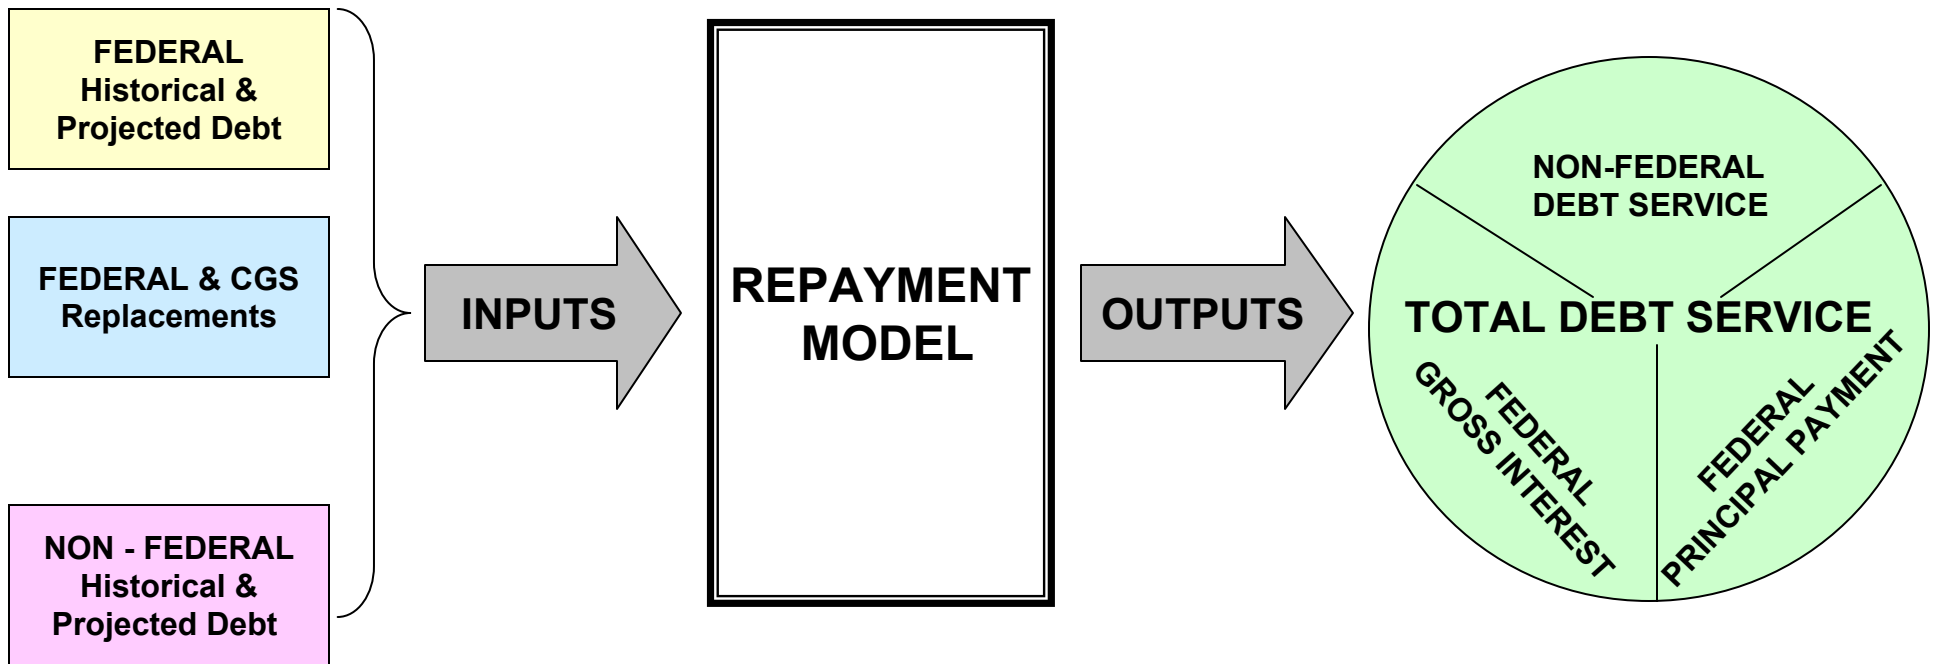 FEDERAL
Historical &
Projected Debt
FEDERAL & CGS
Replacements
NON - FEDERAL
Historical &
Projected Debt
INPUTS
REPAYMENT
MODEL
OUTPUTS
NON-FEDERAL
DEBT SERVICE
TOTAL DEBT SERVICE
FEDERAL
GROSS INTEREST
FEDERAL
PRINCIPAL PAYMENT